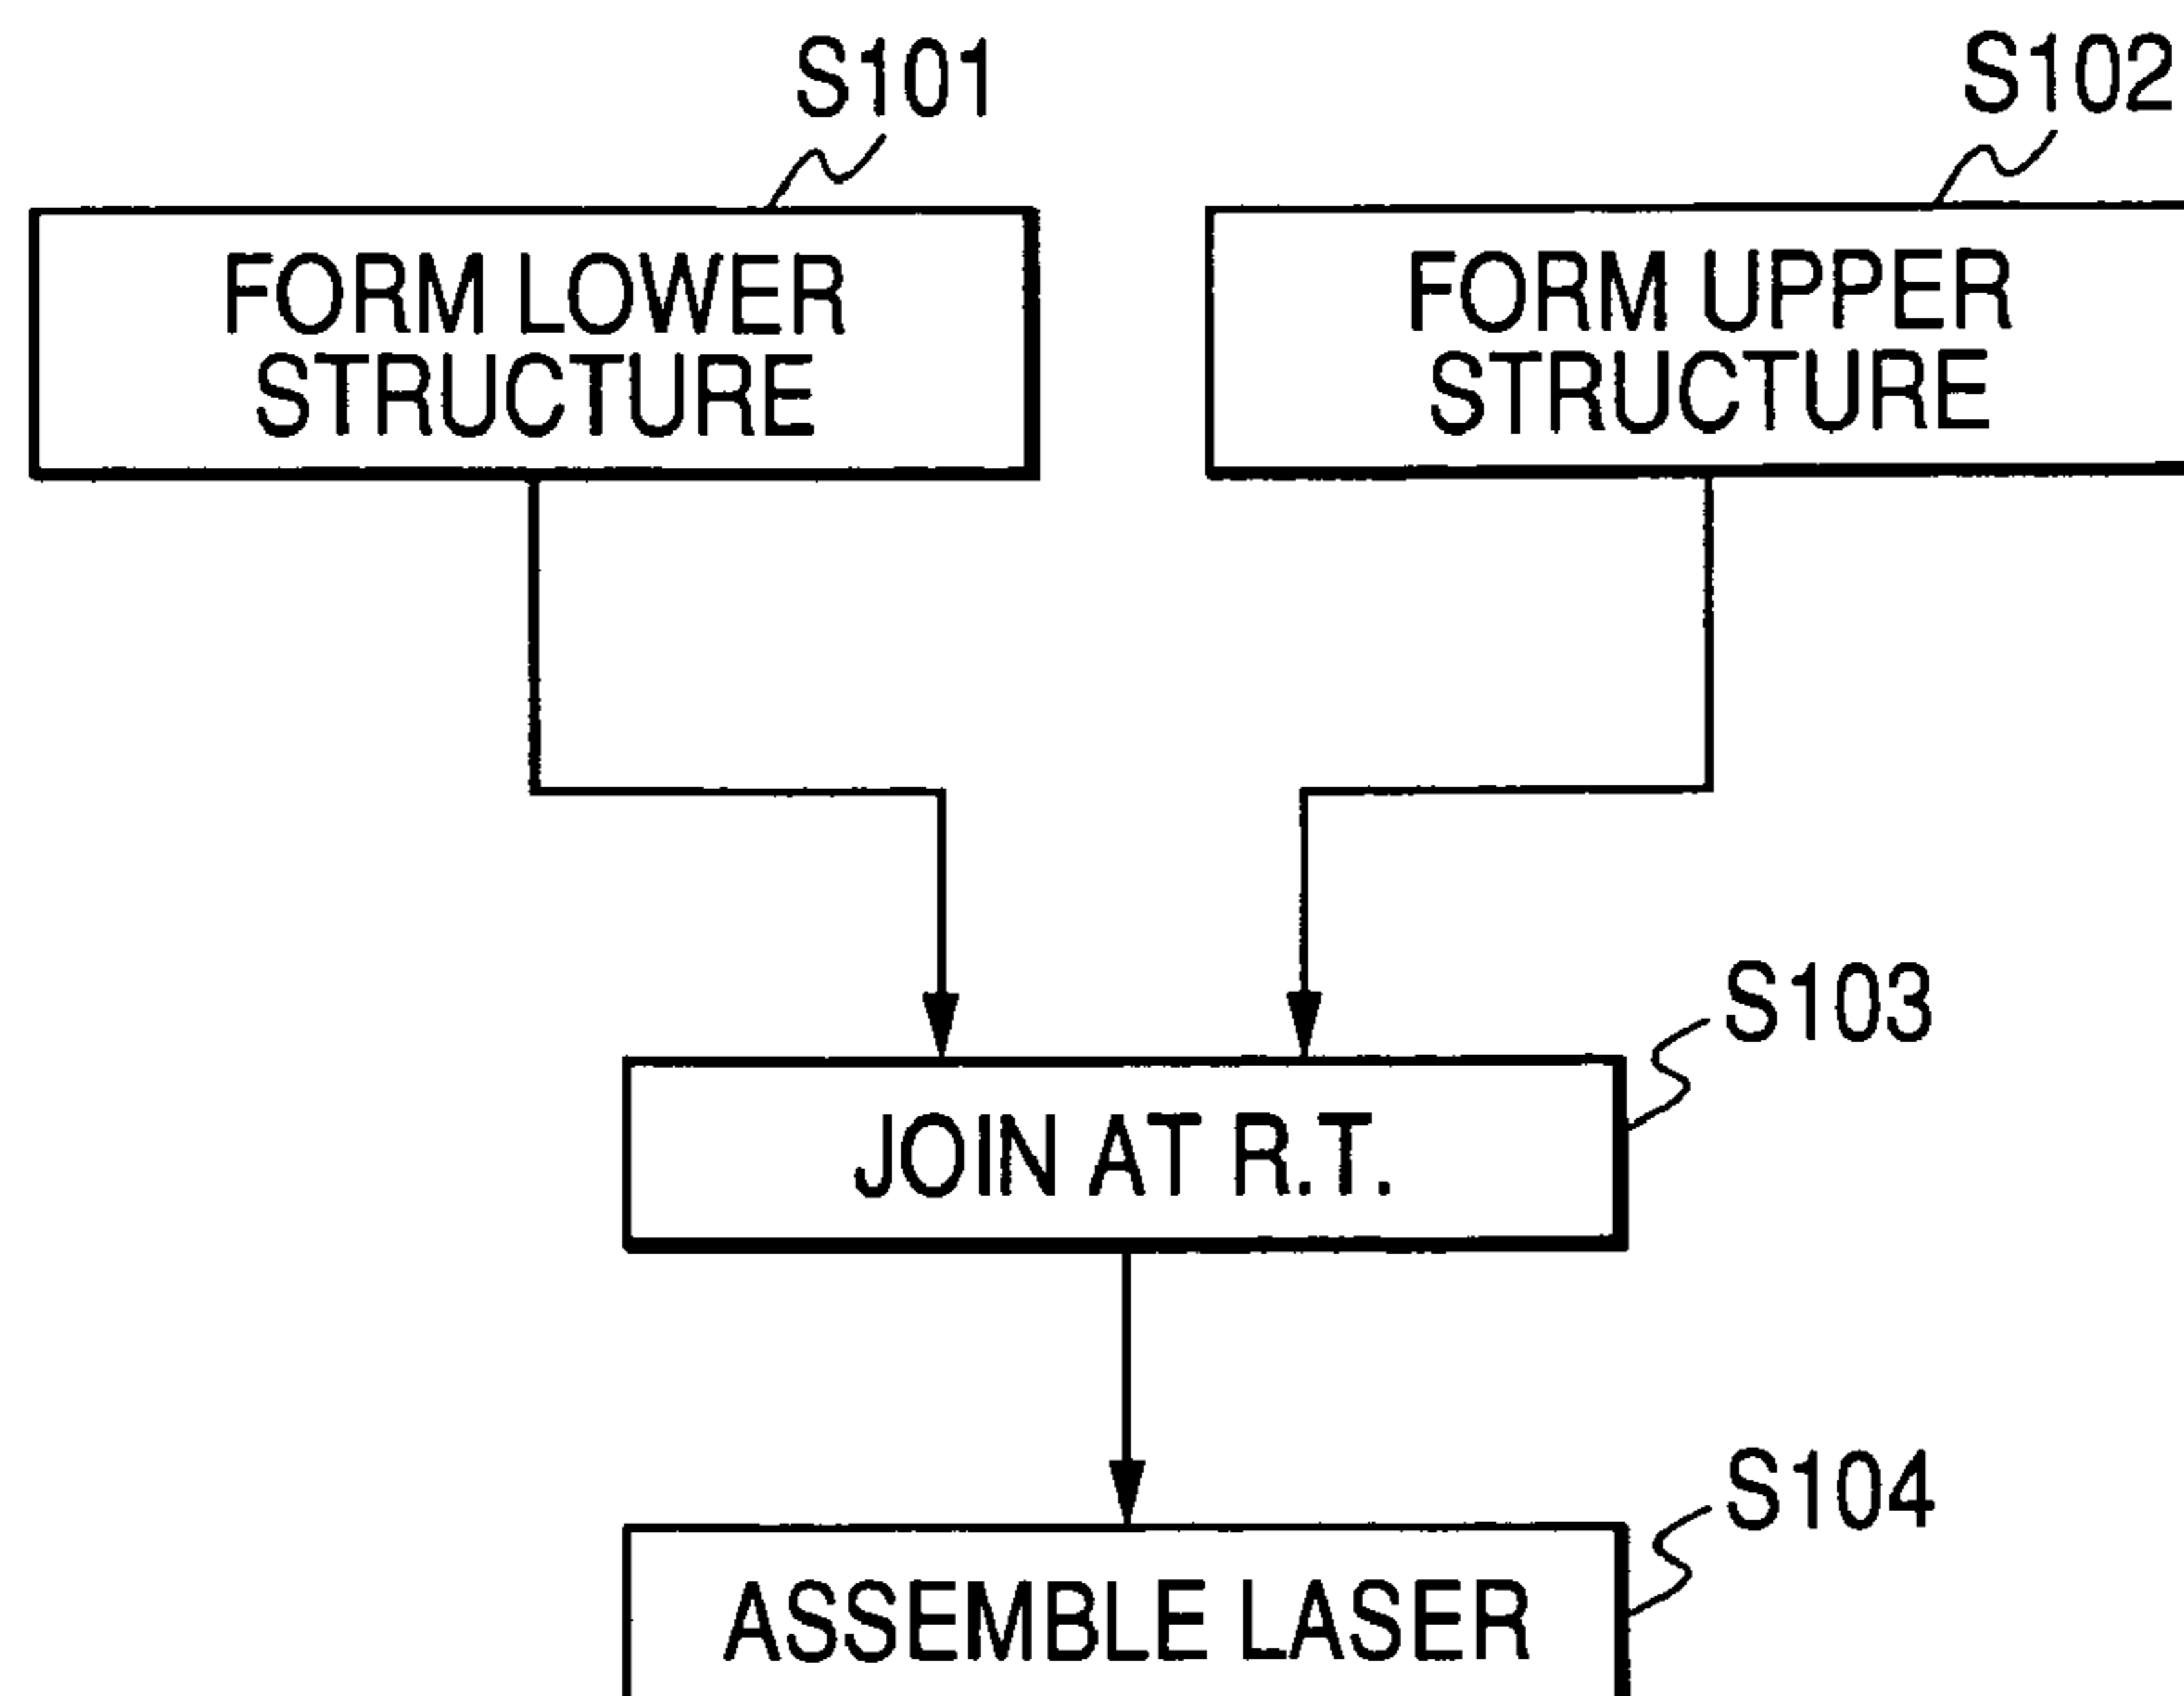 S101
S102
FORM LOWER
STRUCTURE
FORM UPPER
STRUCTURE
S103
JOIN AT R.T.
S104
ASSEMBLE LASER